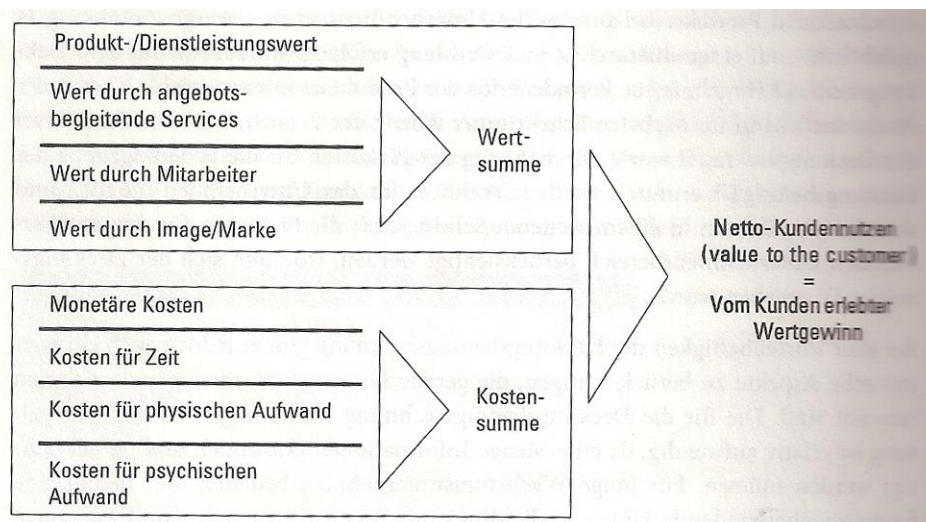 Produkt-/Dienstleistungswert
Wert durch angebots-
begleitende Services
Wert durch Mitarbeiter
Wert durch Image/Marke
Wert
summe
Monetäre Kosten
Kosten für Zeit
Kosten für physischen Aufwand
Kosten für psychischen
Aufwand
Kosten-
summe
Netto-Kundennutzen
(value to the customer)
=
Vom Kunden erlebter
Wertgewinn